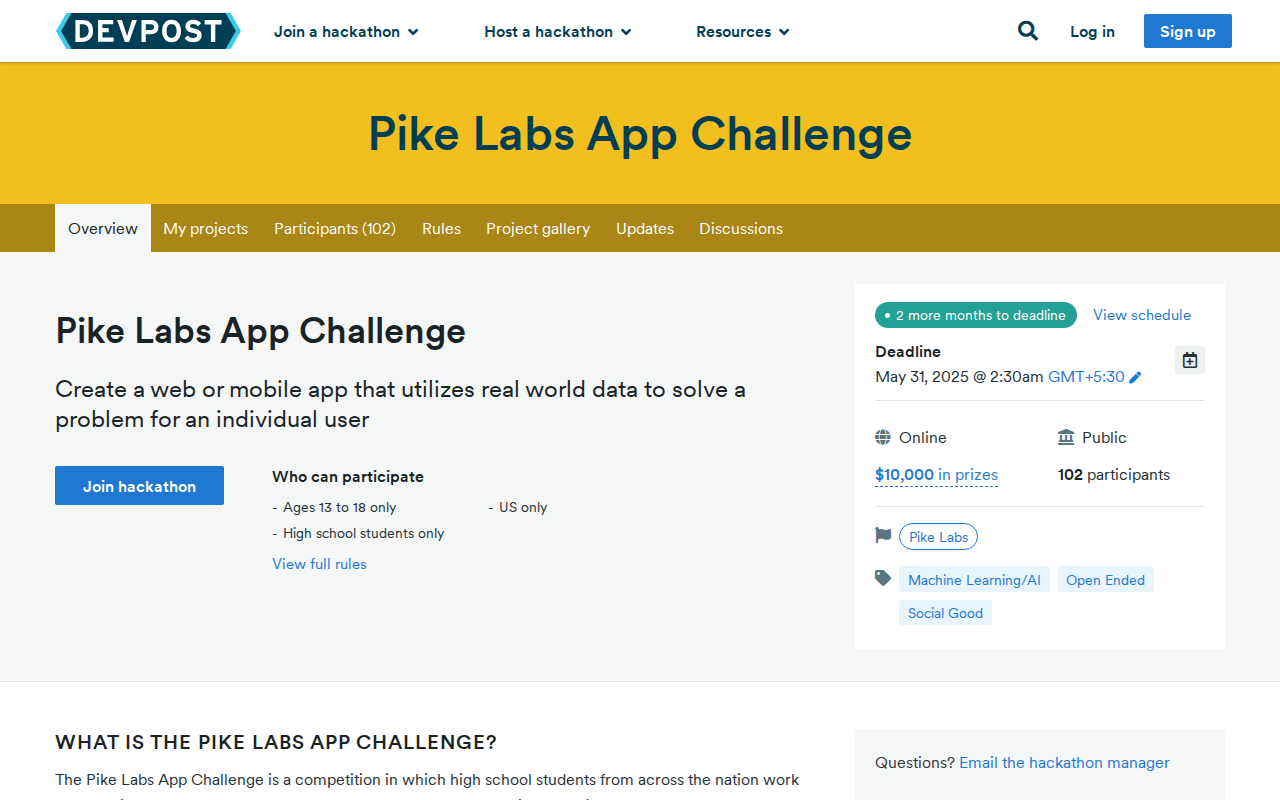 DEVPOST
Join a hackathon
Host a hackathon
Resources
Log in
Sign up
Pike Labs App Challenge
Overview
My projects
Participants (102)
Rules
Project gallery
Updates
Discussions
Pike Labs App Challenge
Create a web or mobile app that utilizes real world data to solve a
problem for an individual user
Join hackathon
Who can participate
- Ages 13 to 18 only
- US only
- High school students only
View full rules
2 more months to deadline
View schedule
Deadline
May 31, 2025 @ 2:30am GMT+5:30
Online
Public
$10,000 in prizes
102 participants
Pike Labs
Machine Learning/AI
Open Ended
Social Good
WHAT IS THE PIKE LABS APP CHALLENGE?
The Pike Labs App Challenge is a competition in which high school students from across the nation work
Questions? Email the hackathon manager